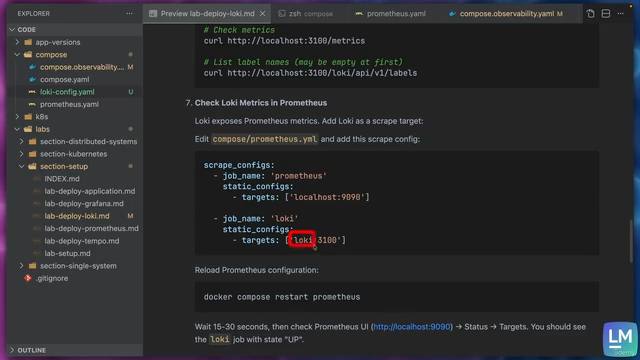 EXPLORER
CODE
app-versions
compose
compose.observability....
M
compose.yaml
loki-config.yaml
U
prometheus.yaml
k8s
labs
section-distributed-systems
section-kubernetes
section-setup
INDEX.md
lab-deploy-application.md
lab-deploy-grafana.md
lab-deploy-loki.md
M
lab-deploy-prometheus.md
lab-deploy-tempo.md
lab-setup.md
section-single-system
.gitignore
OUTLINE
Preview lab-deploy-loki.md
zsh compose
prometheus.yaml
compose.observability.yaml M
# Check metrics
curl http://localhost:3100/metrics
# List label names (may be empty at first)
curl http://localhost:3100/loki/api/v1/labels
7. Check Loki Metrics in Prometheus
Loki exposes Prometheus metrics. Add Loki as a scrape target:
Edit compose/prometheus.yml and add this scrape config:
scrape_configs:
- job_name: 'prometheus'
static_configs:
- targets: ['localhost:9090']
- job_name: 'loki'
static_configs:
- targets: ['loki:3100']
Reload Prometheus configuration:
docker compose restart prometheus
Wait 15-30 seconds, then check Prometheus UI (http://localhost:9090) → Status → Targets. You should see
the loki job with state "UP".
LM